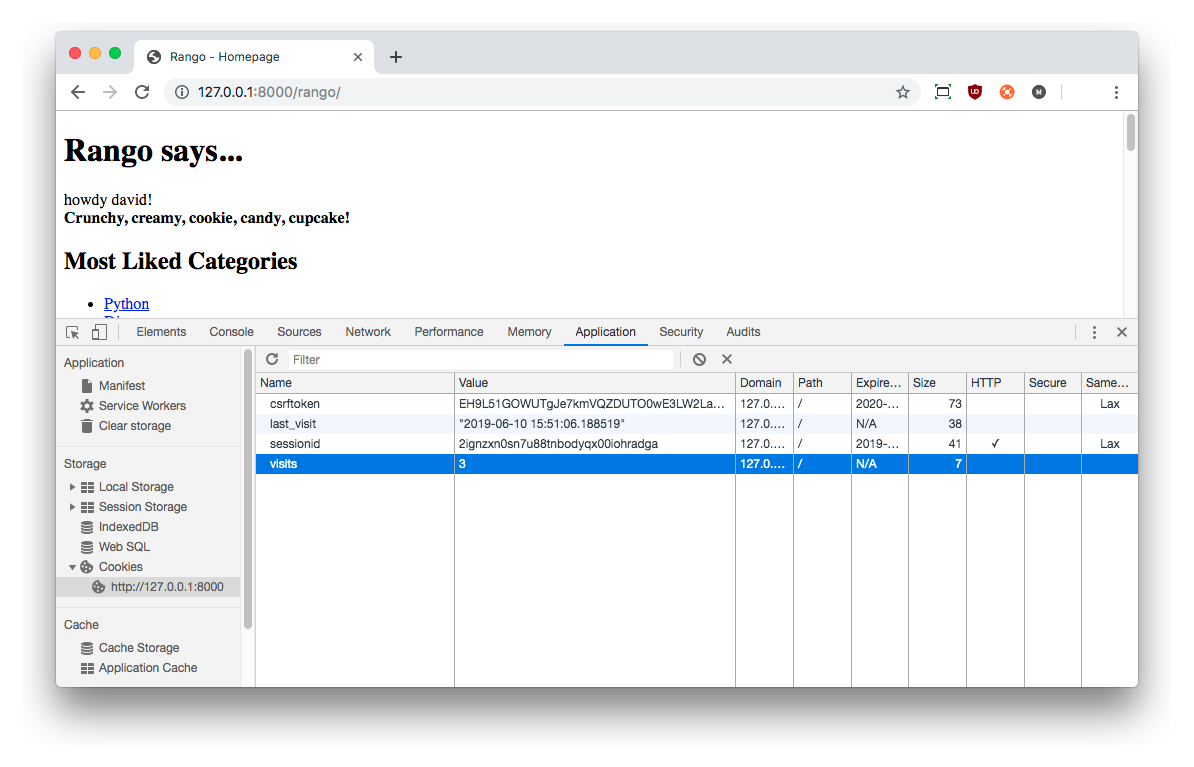 Rango - Homepage
127.0.0.1:8000/rango/
UD
M
Rango says...
howdy david!
Crunchy, creamy, cookie, candy, cupcake!
Most Liked Categories
Python
Elements Console Sources Network Performance Memory Application Security Audits
Application
Manifest
Service Workers
Clear storage
Storage
Local Storage
Session Storage
IndexedDB
Web SQL
Cookies
http://127.0.0.1:8000
Cache
Cache Storage
Application Cache
Filter
Name Value Domain Path Expire... Size HTTP Secure Same...
csrftoken EH9L51GOWUTgJe7kmVQZDUTO0wE3LW2La... 127.0.... / 2020-... 73 Lax
last_visit "2019-06-10 15:51:06.188519" 127.0.... / N/A 38
sessionid 2ignzxn0sn7u88tnbodyqx00iohradga 127.0.... / 2019-... 41 ✓ Lax
visits 3 127.0.... / N/A 7